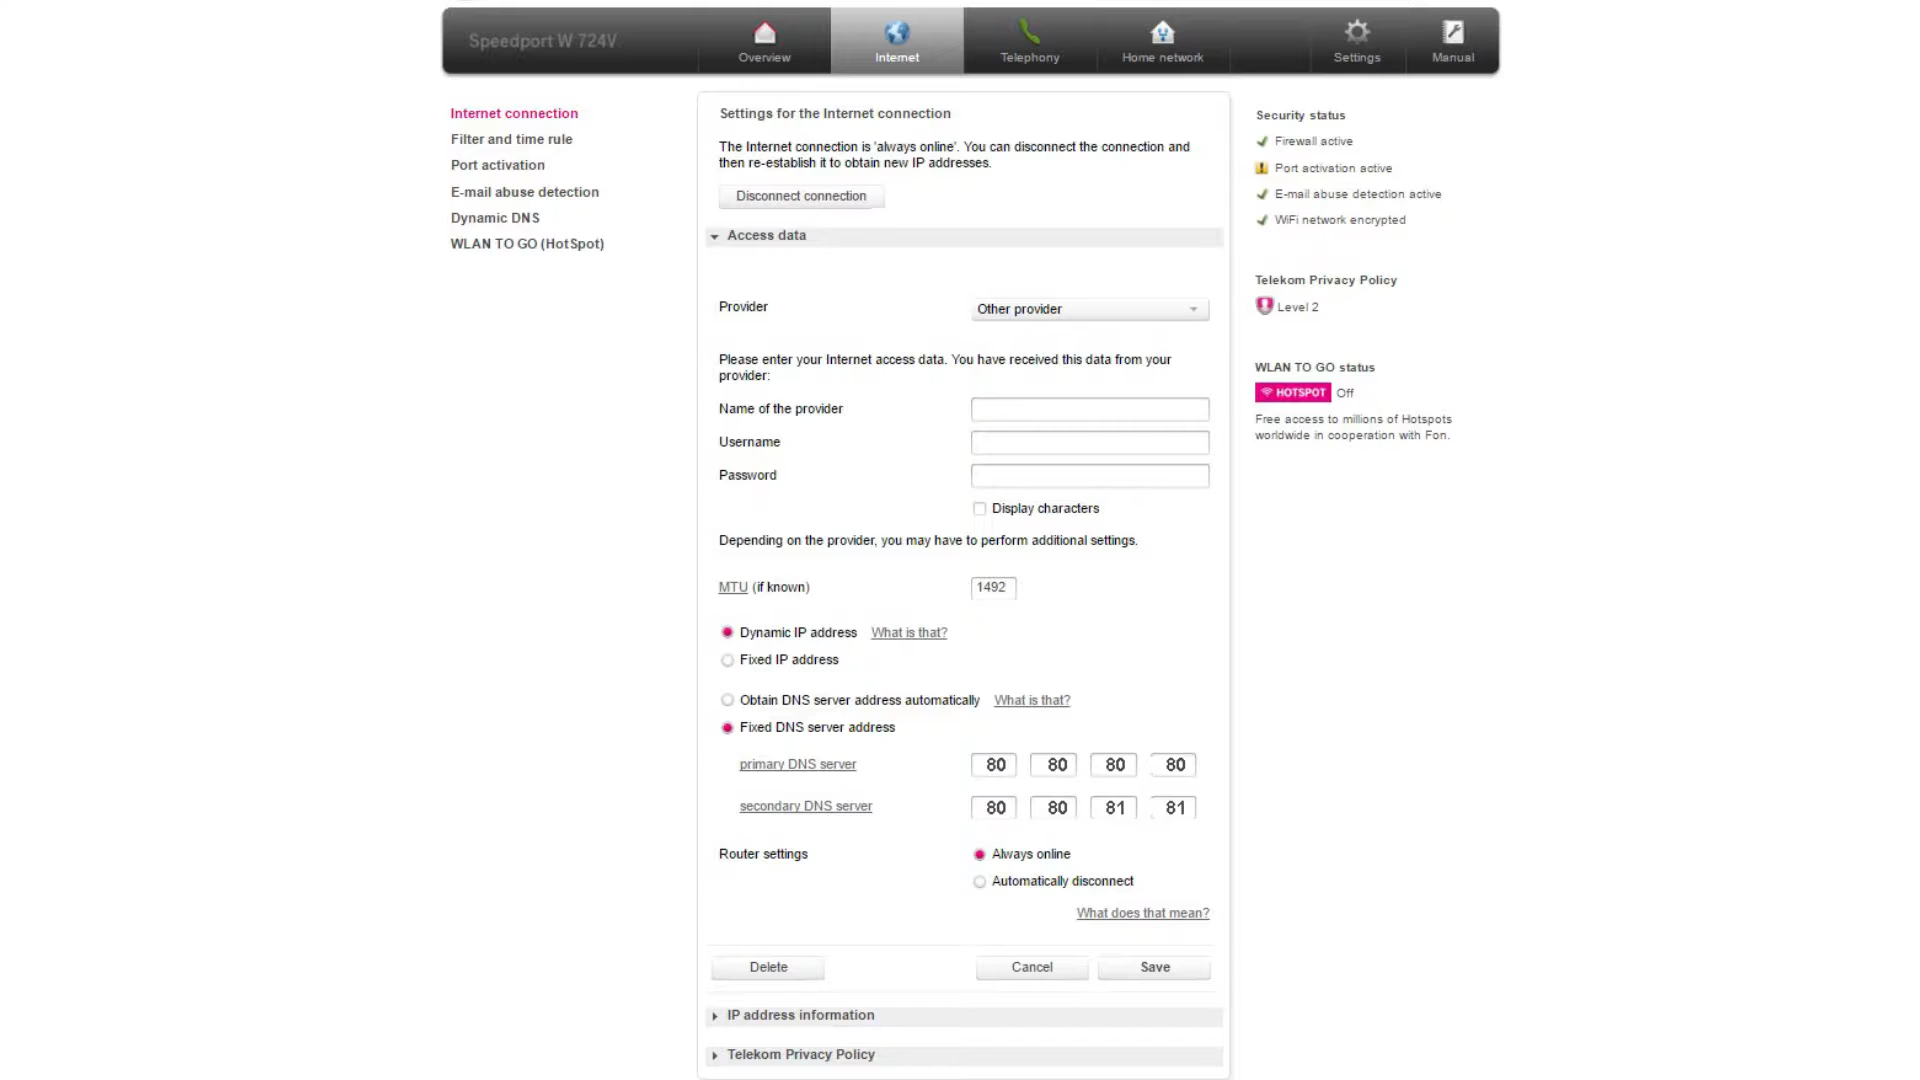 Speedport W 724V
Overview
Internet
Telephony
Home network
Settings
Manual
Internet connection
Filter and time rule
Port activation
E-mail abuse detection
Dynamic DNS
WLAN TO GO (HotSpot)
Settings for the Internet connection
The Internet connection is 'always online'. You can disconnect the connection and
then re-establish it to obtain new IP addresses.
Disconnect connection
Access data
Provider Other provider
Please enter your Internet access data. You have received this data from your
provider:
Name of the provider
Username
Password
Display characters
Depending on the provider, you may have to perform additional settings.
MTU (if known) 1492
Dynamic IP address What is that?
Fixed IP address
Obtain DNS server address automatically What is that?
Fixed DNS server address
primary DNS server 80 80 80 80
secondary DNS server 80 80 81 81
Router settings Always online
Automatically disconnect
What does that mean?
Delete Cancel Save
IP address information
Telekom Privacy Policy
Security status
Firewall active
Port activation active
E-mail abuse detection active
WiFi network encrypted
Telekom Privacy Policy
Level 2
WLAN TO GO status
HOTSPOT Off
Free access to millions of Hotspots
worldwide in cooperation with Fon.